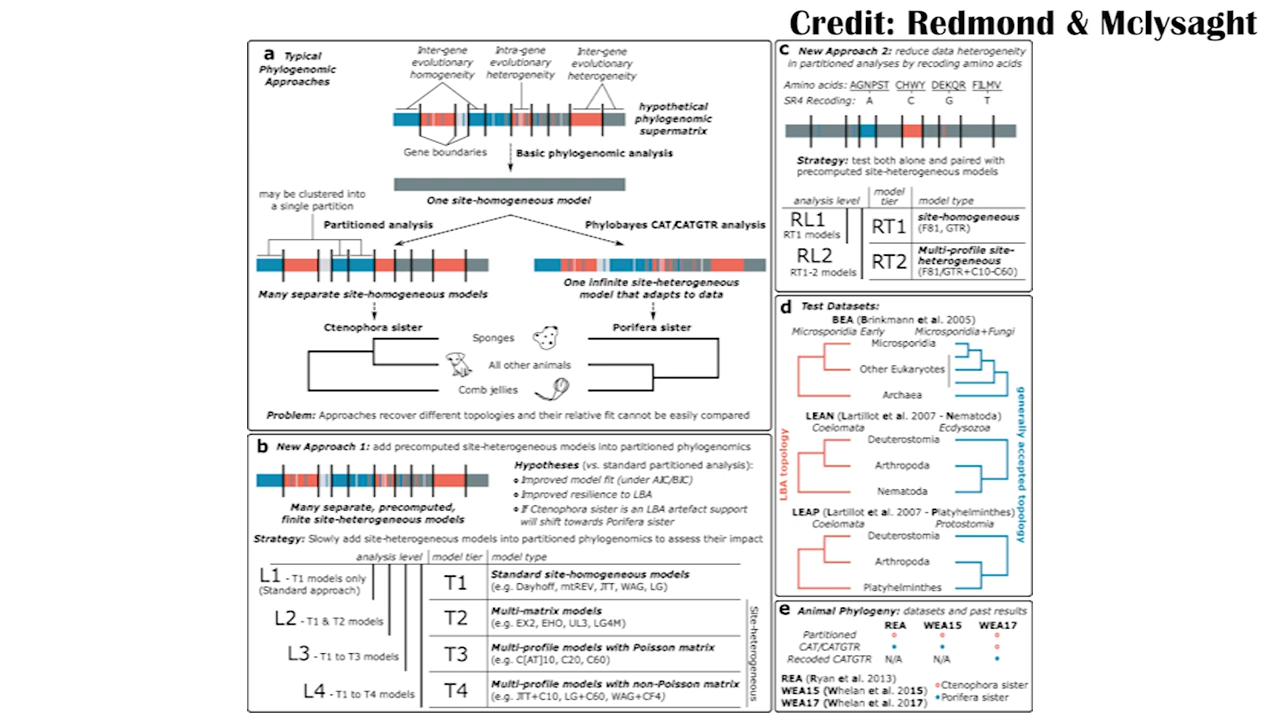 Credit: Redmond & Mclysaght
a Typical Phylogenomic Approaches
Inter-gene evolutionary homogeneity
Intra-gene evolutionary heterogeneity
Inter-gene evolutionary heterogeneity
hypothetical phylogenomic supermatrix
Gene boundaries
Basic phylogenomic analysis
One site-homogeneous model
may be clustered into a single partition
Partitioned analysis
Phylobayes CAT/CATGTR analysis
Many separate site-homogeneous models
One infinite site-heterogeneous model that adapts to data
Ctenophora sister
Porifera sister
Sponges
All other animals
Comb jellies
Problem: Approaches recover different topologies and their relative fit cannot be easily compared
b New Approach 1: add precomputed site-heterogeneous models into partitioned phylogenomics
Many separate, precomputed, finite site-heterogeneous models
Hypotheses (vs. standard partitioned analysis):
Improved model fit (under AIC/BIC)
Improved resilience to LBA
If Ctenophora sister is an LBA artefact support will shift towards Porifera sister
Strategy: Slowly add site-heterogeneous models into partitioned phylogenomics to assess their impact
analysis level model tier model type
L1 - T1 models only (Standard approach)
T1 Standard site-homogeneous models (e.g. Dayhoff, mtREV, JTT, WAG, LG)
L2 - T1 & T2 models
T2 Multi-matrix models (e.g. EX2, EHO, UL3, LG4M)
L3 - T1 to T3 models
T3 Multi-profile models with Poisson matrix (e.g. C[AT]10, C20, C60)
L4 - T1 to T4 models
T4 Multi-profile models with non-Poisson matrix (e.g. JTT+C10, LG+C60, WAG+CF4)
Site-heterogeneous
c New Approach 2: reduce data heterogeneity in partitioned analyses by recoding amino acids
Amino acids: AGNPST CHWY DEKQR FILMV
SR4 Recoding: A C G T
Strategy: test both alone and paired with precomputed site-heterogeneous models
analysis level model tier model type
RL1 RT1 models
RT1 site-homogeneous (F81, GTR)
RL2 RT1-2 models
RT2 Multi-profile site-heterogeneous (F81/GTR+C10-C60)
d Test Datasets:
BEA (Brinkmann et al. 2005)
Microsporidia Early Microsporidia+Fungi
Microsporidia
Other Eukaryotes
Archaea
LEAN (Lartillot et al. 2007 - Nematoda)
Coelomata Ecdysozoa
Deuterostomia
Arthropoda
Nematoda
LEAP (Lartillot et al. 2007 - Platyhelminthes)
Coelomata Protostomia
Deuterostomia
Arthropoda
Platyhelminthes
LBA topology
generally accepted topology
e Animal Phylogeny: datasets and past results
REA WEA15 WEA17
Partitioned
CAT/CATGTR
Recoded CATGTR N/A N/A
REA (Ryan et al. 2013)
WEA15 (Whelan et al. 2015)
WEA17 (Whelan et al. 2017)
Ctenophora sister
Porifera sister